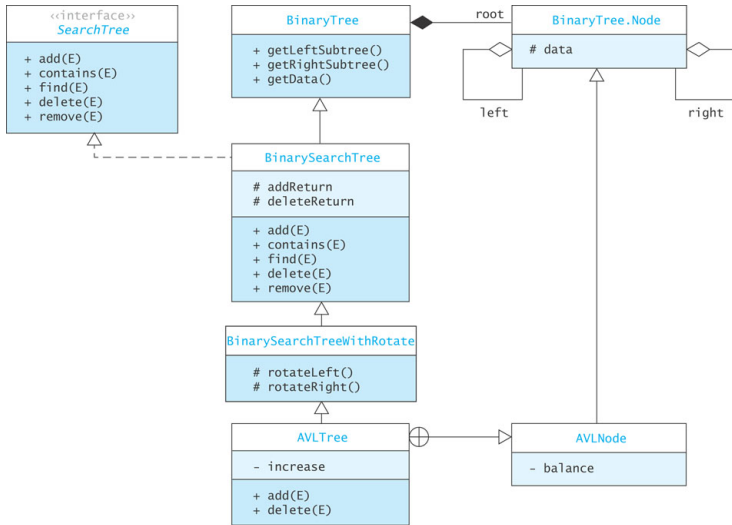 ‹‹interface››
SearchTree
+ add(E)
+ contains(E)
+ find(E)
+ delete(E)
+ remove(E)
BinaryTree
+ getLeftSubtree()
+ getRightSubtree()
+ getData()
root
BinaryTree.Node
# data
left
right
BinarySearchTree
# addReturn
# deleteReturn
+ add(E)
+ contains(E)
+ find(E)
+ delete(E)
+ remove(E)
BinarySearchTreeWithRotate
# rotateLeft()
# rotateRight()
AVLTree
– increase
+ add(E)
+ delete(E)
AVLNode
– balance